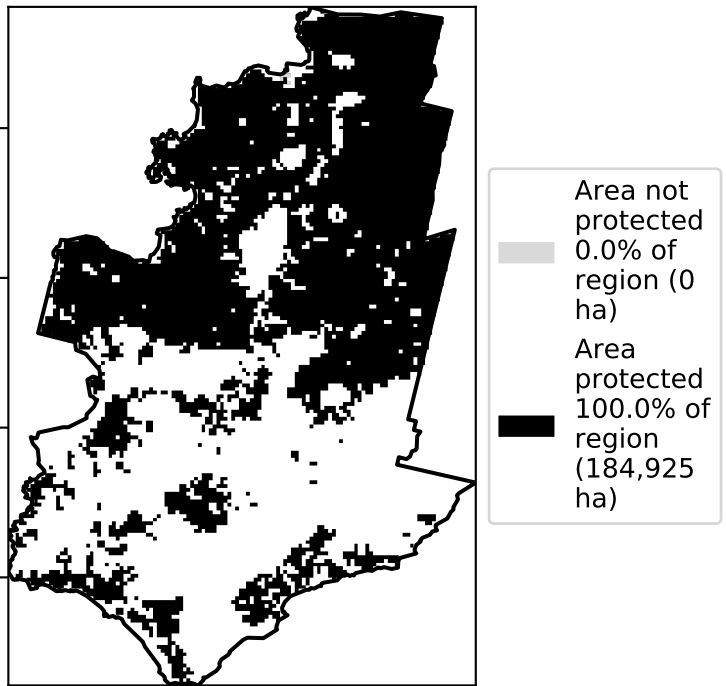 Area not
protected
0.0% of
region (0
ha)
Area
protected
100.0% of
region
(184,925
ha)